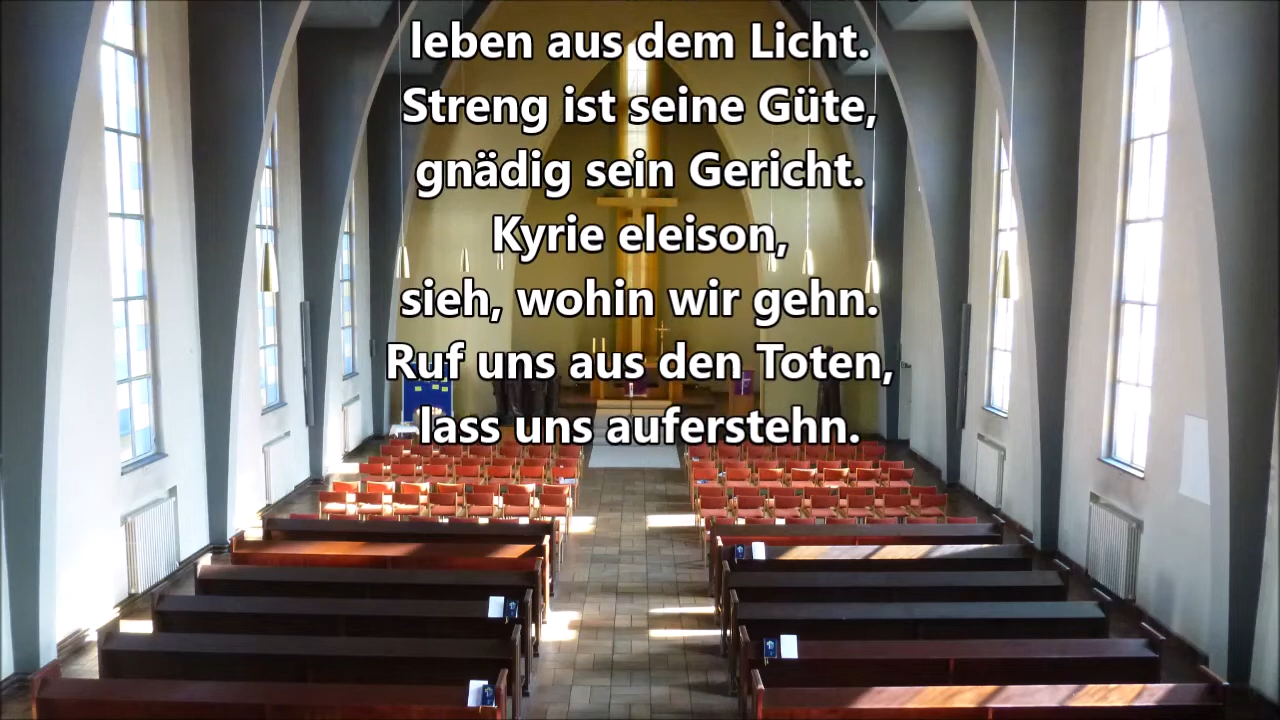 leben aus dem Licht.
Streng ist seine Güte,
gnädig sein Gericht.
Kyrie eleison,
sieh, wohin wir gehn.
Ruf uns aus den Toten,
lass uns auferstehn.